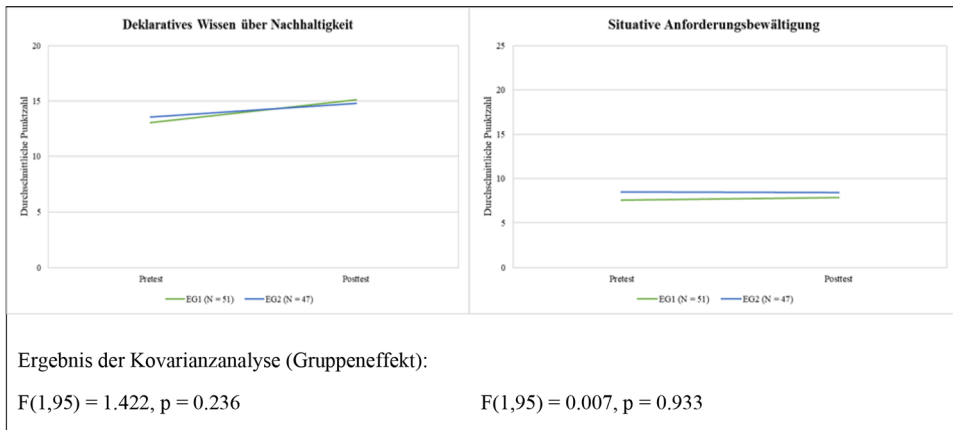 Deklaratives Wissen über Nachhaltigkeit
Durchschnittliche Punktzahl
20
15
10
5
0
Pretest
Posttest
EG1 (N = 51)
EG2 (N = 47)
Situative Anforderungsbewältigung
Durchschnittliche Punktzahl
25
20
15
10
5
0
Pretest
Posttest
EG1 (N = 51)
EG2 (N = 47)
Ergebnis der Kovarianzanalyse (Gruppeneffekt):
F(1,95) = 1.422, p = 0.236
F(1,95) = 0.007, p = 0.933